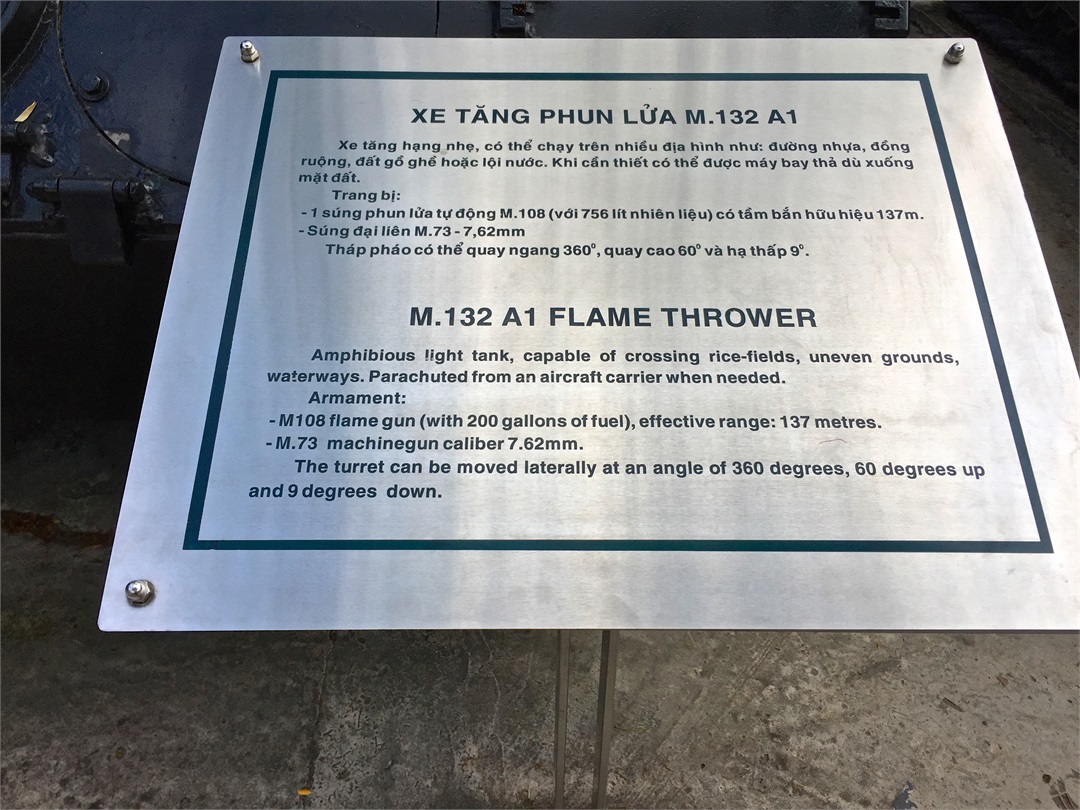 XE TĂNG PHUN LỬA M.132 A1
Xe tăng hạng nhẹ, có thể chạy trên nhiều địa hình như: đường nhựa, đồng
ruộng, đất gồ ghề hoặc lội nước. Khi cần thiết có thể được máy bay thả dù xuống
mặt đất.
Trang bị:
- 1 súng phun lửa tự động M.108 (với 756 lít nhiên liệu) có tầm bắn hữu hiệu 137m.
- Súng đại liên M.73 - 7,62mm
Tháp pháo có thể quay ngang 360⁰, quay cao 60⁰ và hạ thấp 9⁰.
M.132 A1 FLAME THROWER
Amphibious light tank, capable of crossing rice-fields, uneven grounds,
waterways. Parachuted from an aircraft carrier when needed.
Armament:
- M108 flame gun (with 200 gallons of fuel), effective range: 137 metres.
- M.73 machinegun caliber 7.62mm.
The turret can be moved laterally at an angle of 360 degrees, 60 degrees up
and 9 degrees down.